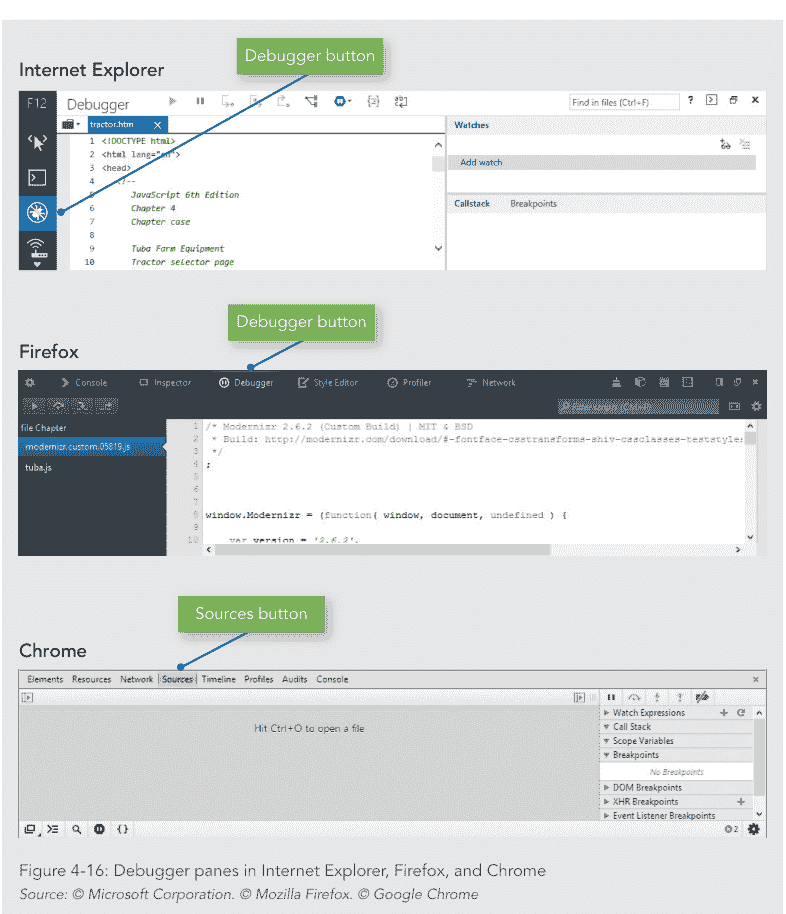 Debugger button
Internet Explorer
F12 Debugger Find in files (Ctrl+F) ?
tractor.htm
Watches
Add watch
Callstack Breakpoints
1 <!DOCTYPE html>
2 <html lang="en">
3 <head>
4 <!--
5 JavaScript 6th Edition
6 Chapter 4
7 Chapter case
8
9 Tuba Farm Equipment
10 Tractor selector page
Debugger button
Firefox
Console Inspector Debugger Style Editor Profiler Network
file Chapter
modernizr.custom.05819.js
tuba.js
1 /* Modernizr 2.6.2 (Custom Build) | MIT & BSD
2 * Build: http://modernizr.com/download/#-fontface-csstransforms-shiv-cssclasses-teststyles
3 */
4 ;
5
6
7
8 window.Modernizr = (function( window, document, undefined ) {
9
10 var version = '2.6.2',
Sources button
Chrome
Elements Resources Network Sources Timeline Profiles Audits Console
Hit Ctrl+O to open a file
Watch Expressions
Call Stack
Scope Variables
Breakpoints
No Breakpoints
DOM Breakpoints
XHR Breakpoints
Event Listener Breakpoints
2
Figure 4-16: Debugger panes in Internet Explorer, Firefox, and Chrome
Source: © Microsoft Corporation. © Mozilla Firefox. © Google Chrome